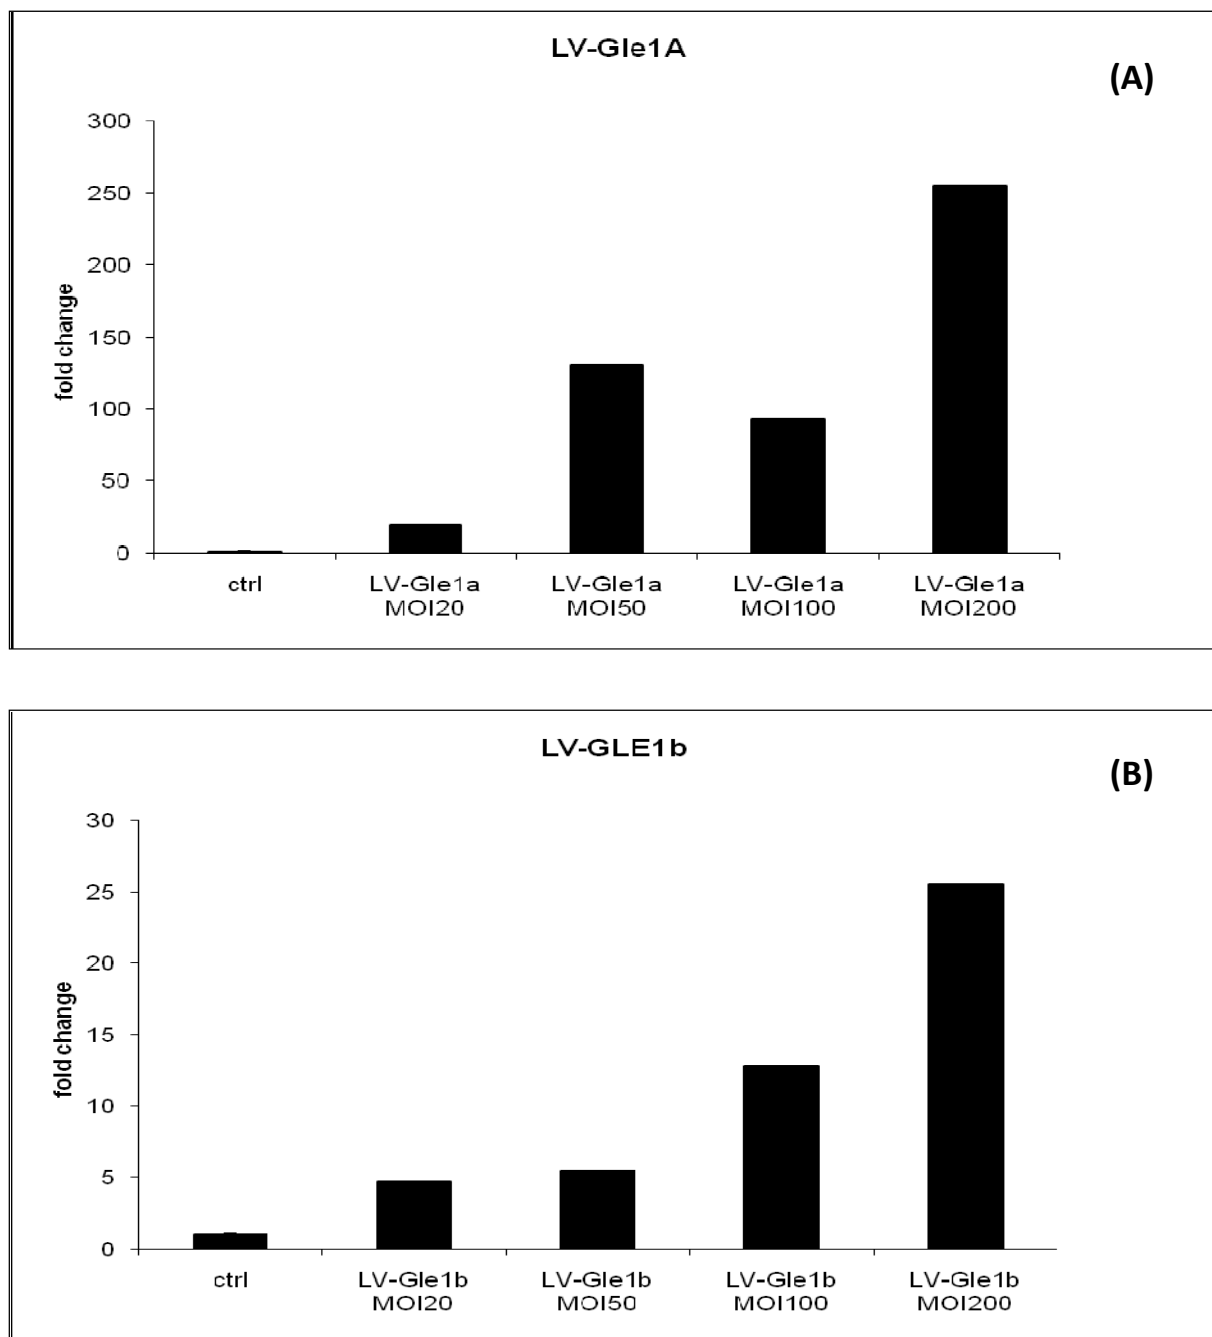 LV-Gle1A
(A)
300
250
200
150
100
50
0
fold change
ctrl
LV-Gle1a
MOI20
LV-Gle1a
MOI50
LV-Gle1a
MOI100
LV-Gle1a
MOI200
LV-GLE1b
(B)
30
25
20
15
10
5
0
fold change
ctrl
LV-Gle1b
MOI20
LV-Gle1b
MOI50
LV-Gle1b
MOI100
LV-Gle1b
MOI200